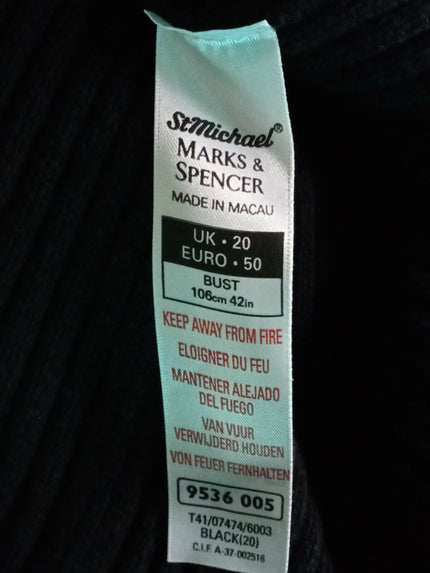 StMichael®
MARKS &
SPENCER
MADE IN MACAU
UK • 20
EURO • 50
BUST
106cm 42in
KEEP AWAY FROM FIRE
ELOIGNER DU FEU
MANTENER ALEJADO
DEL FUEGO
VAN VUUR
VERWIJDERD HOUDEN
VON FEUER FERNHALTEN
9536 005
T41/07474/6003
BLACK(20)
C.I.F. A-37-002516